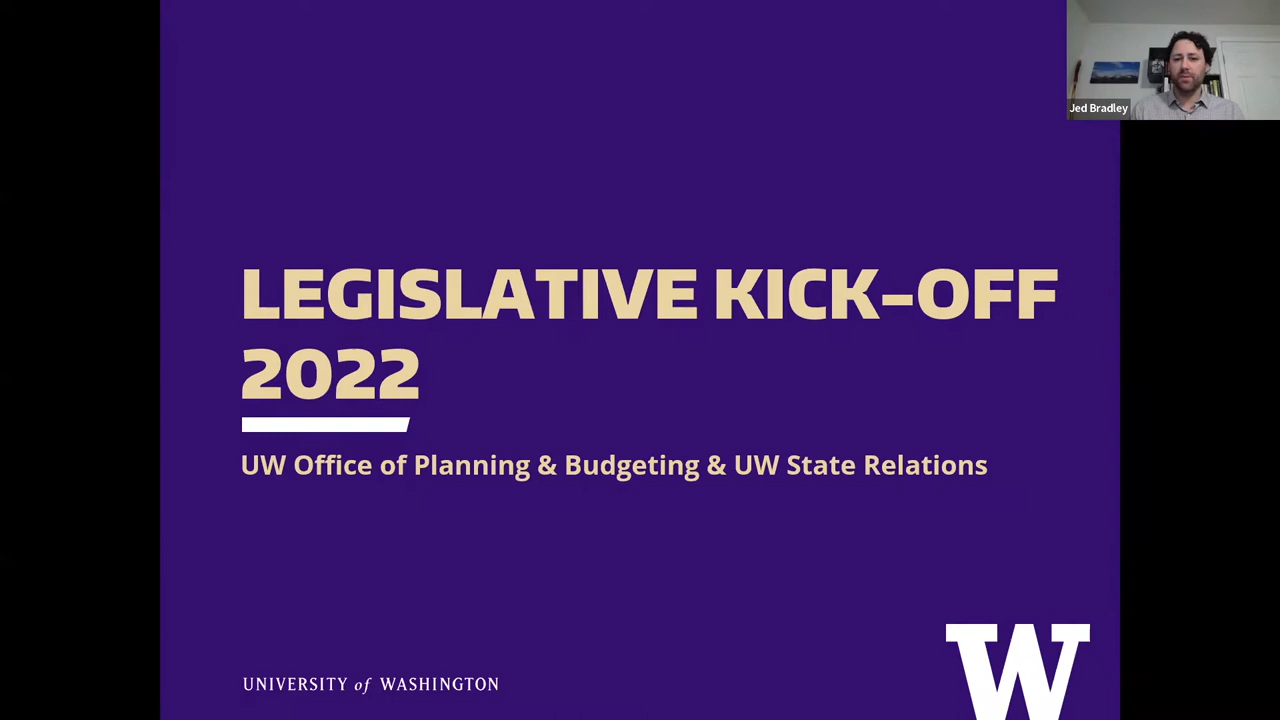 Jed Bradley
LEGISLATIVE KICK-OFF
2022
UW Office of Planning & Budgeting & UW State Relations
UNIVERSITY of WASHINGTON
W